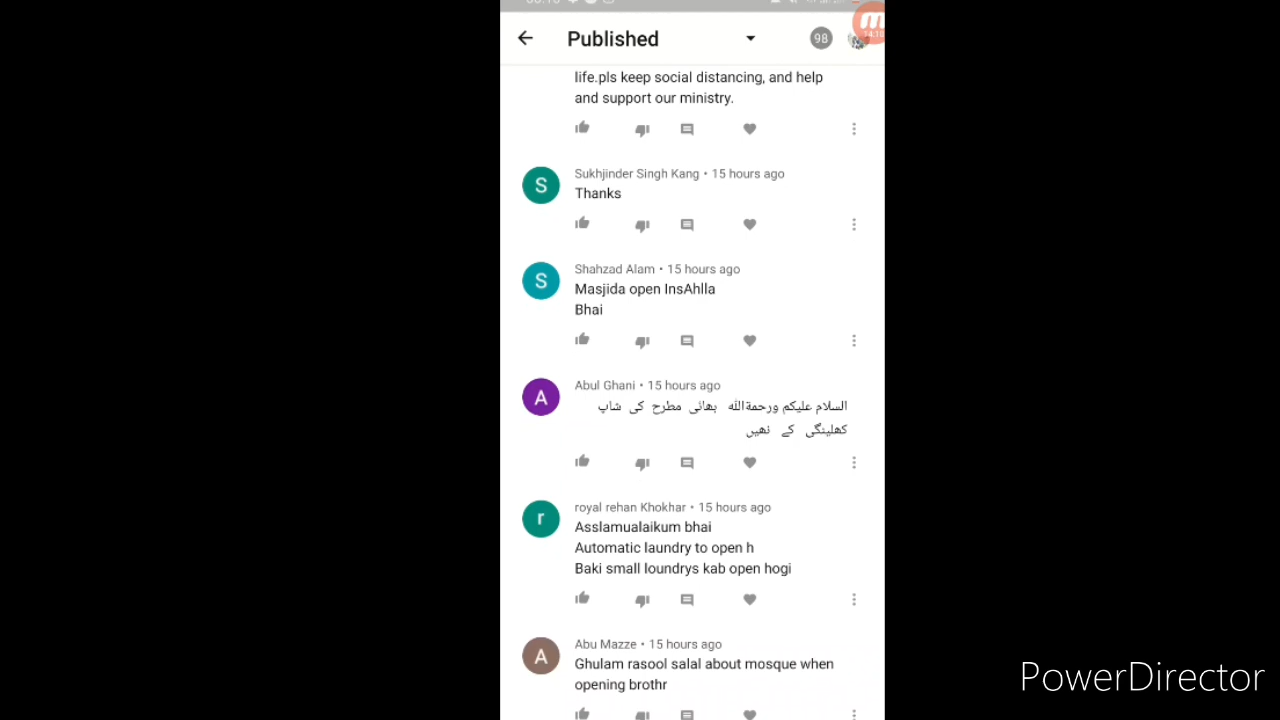 Published
98
14:10
life.pls keep social distancing, and help
and support our ministry.
Sukhjinder Singh Kang • 15 hours ago
S
Thanks
Shahzad Alam • 15 hours ago
S
Masjida open InsAhlla
Bhai
Abul Ghani • 15 hours ago
A
السلام علیکم ورحمةالله بھائی مطرح کی شاپ
کھلینگی کے نھیں
royal rehan Khokhar • 15 hours ago
r
Asslamualaikum bhai
Automatic laundry to open h
Baki small loundrys kab open hogi
Abu Mazze • 15 hours ago
A
Ghulam rasool salal about mosque when
opening brothr
PowerDirector